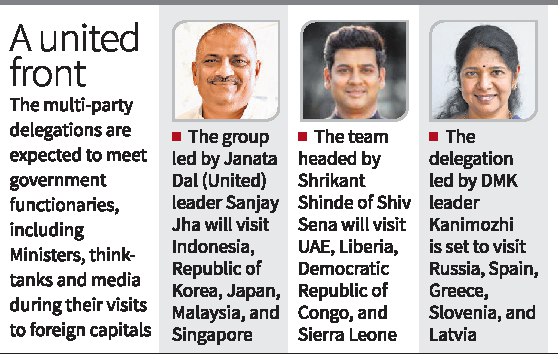 A united
front
The multi-party
delegations are
expected to meet
government
functionaries,
including
Ministers, think-
tanks and media
during their visits
to foreign capitals
The group
led by Janata
Dal (United)
leader Sanjay
Jha will visit
Indonesia,
Republic of
Korea, Japan,
Malaysia, and
Singapore
The team
headed by
Shrikant
Shinde of Shiv
Sena will visit
UAE, Liberia,
Democratic
Republic of
Congo, and
Sierra Leone
The
delegation
led by DMK
leader
Kanimozhi
is set to visit
Russia, Spain,
Greece,
Slovenia, and
Latvia